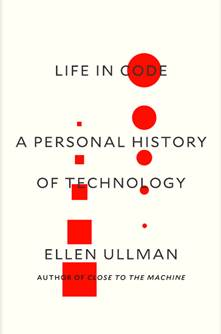 LIFE IN CODE
A PERSONAL HISTORY
OF TECHNOLOGY
ELLEN ULLMAN
AUTHOR OF CLOSE TO THE MACHINE